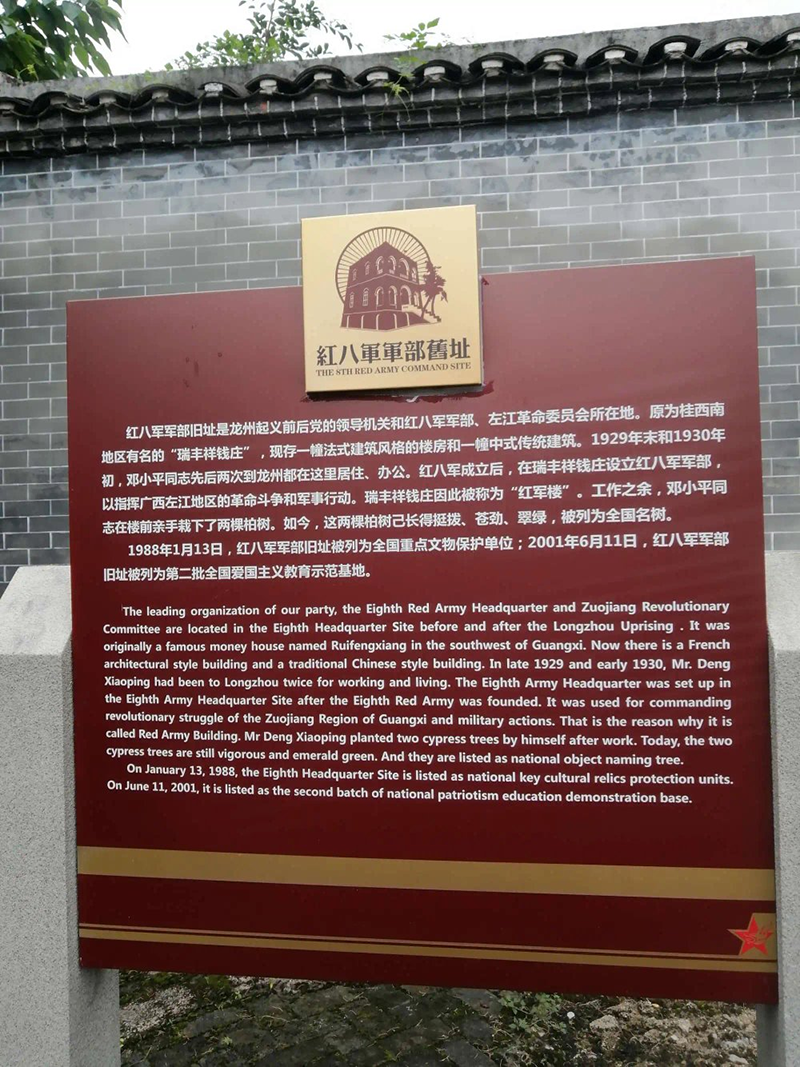 紅八軍軍部舊址
THE 8TH RED ARMY COMMAND SITE
红八军军部旧址是龙州起义前后党的领导机关和红八军军部、左江革命委员会所在地。原为桂西南
地区有名的“瑞丰祥钱庄”，现存一幢法式建筑风格的楼房和一幢中式传统建筑。1929年末和1930年
初，邓小平同志先后两次到龙州都在这里居住、办公。红八军成立后，在瑞丰祥钱庄设立红八军军部，
以指挥广西左江地区的革命斗争和军事行动。瑞丰祥钱庄因此被称为“红军楼”。工作之余，邓小平同
志在楼前亲手栽下了两棵柏树。如今，这两棵柏树己长得挺拨、苍劲、翠绿，被列为全国名树。
1988年1月13日，红八军军部旧址被列为全国重点文物保护单位；2001年6月11日，红八军军部
旧址被列为第二批全国爱国主义教育示范基地。
The leading organization of our party, the Eighth Red Army Headquarter and Zuojiang Revolutionary
Committee are located in the Eighth Headquarter Site before and after the Longzhou Uprising . It was
originally a famous money house named Ruifengxiang in the southwest of Guangxi. Now there is a French
architectural style building and a traditional Chinese style building. In late 1929 and early 1930, Mr. Deng
Xiaoping had been to Longzhou twice for working and living. The Eighth Army Headquarter was set up in
the Eighth Army Headquarter Site after the Eighth Red Army was founded. It was used for commanding
revolutionary struggle of the Zuojiang Region of Guangxi and military actions. That is the reason why it is
called Red Army Building. Mr Deng Xiaoping planted two cypress trees by himself after work. Today, the two
cypress trees are still vigorous and emerald green. And they are listed as national object naming tree.
On January 13, 1988, the Eighth Headquarter Site is listed as national key cultural relics protection units.
On June 11, 2001, it is listed as the second batch of national patriotism education demonstration base.